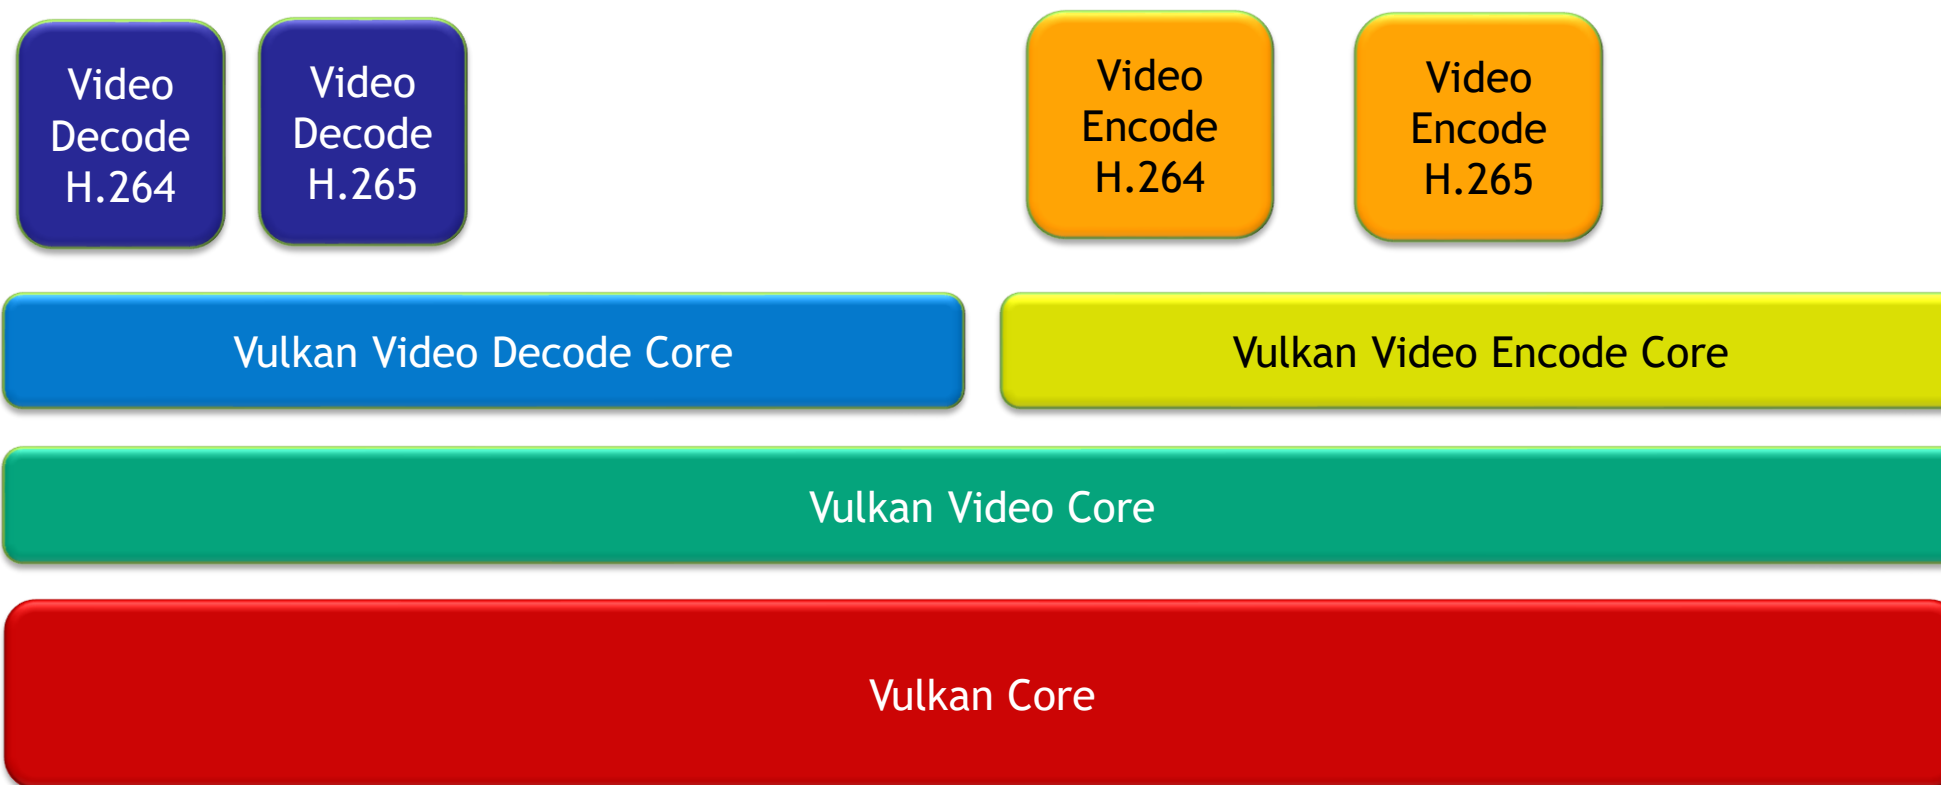 Video
Decode
H.264
Video
Decode
H.265
Video
Encode
H.264
Video
Encode
H.265
Vulkan Video Decode Core
Vulkan Video Encode Core
Vulkan Video Core
Vulkan Core